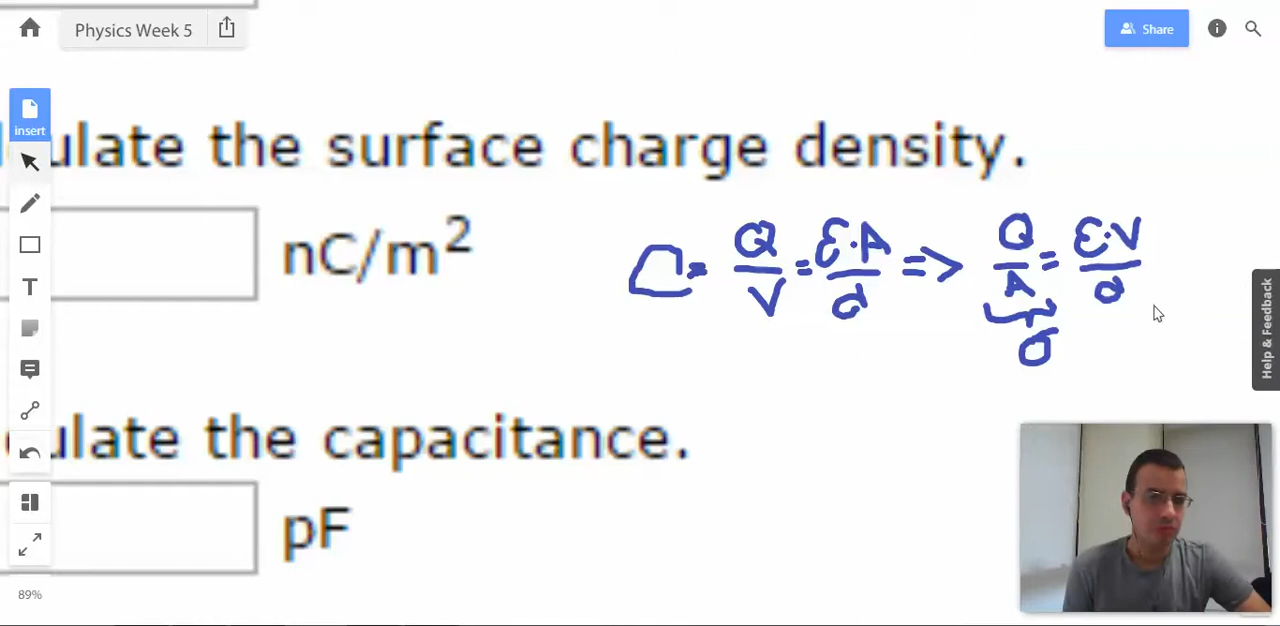 Physics Week 5
Share
insert
ulate the surface charge density.
nC/m²
C = Q/V = ε·A/d => Q/A = ε·V/d
σ
ulate the capacitance.
pF
Help & Feedback
89%